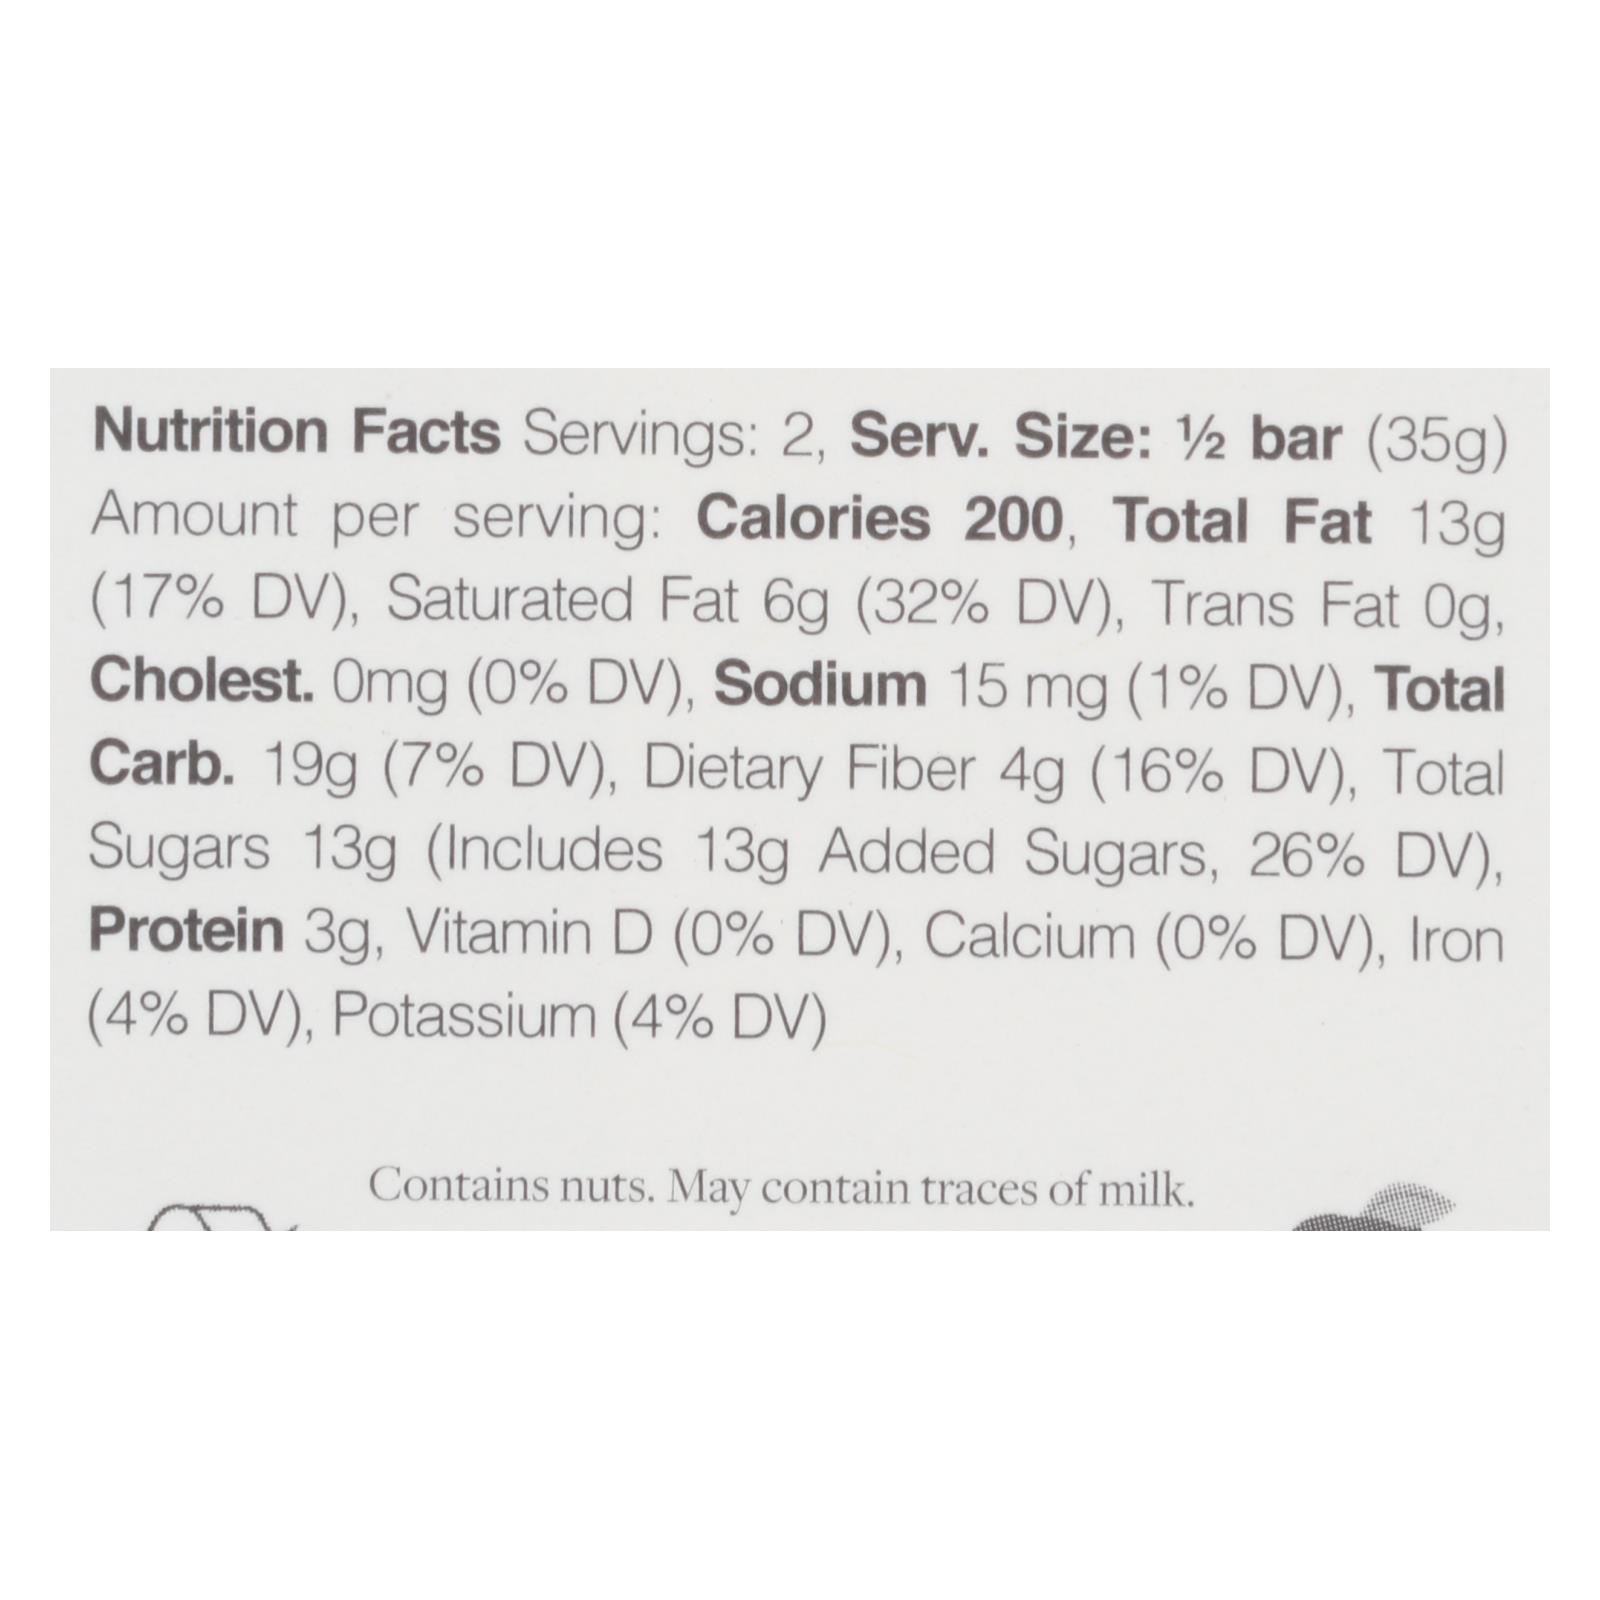 Nutrition Facts Servings: 2, Serv. Size: ½ bar (35g)
Amount per serving: Calories 200, Total Fat 13g
(17% DV), Saturated Fat 6g (32% DV), Trans Fat 0g,
Cholest. 0mg (0% DV), Sodium 15 mg (1% DV), Total
Carb. 19g (7% DV), Dietary Fiber 4g (16% DV), Total
Sugars 13g (Includes 13g Added Sugars, 26% DV),
Protein 3g, Vitamin D (0% DV), Calcium (0% DV), Iron
(4% DV), Potassium (4% DV)
Contains nuts. May contain traces of milk.